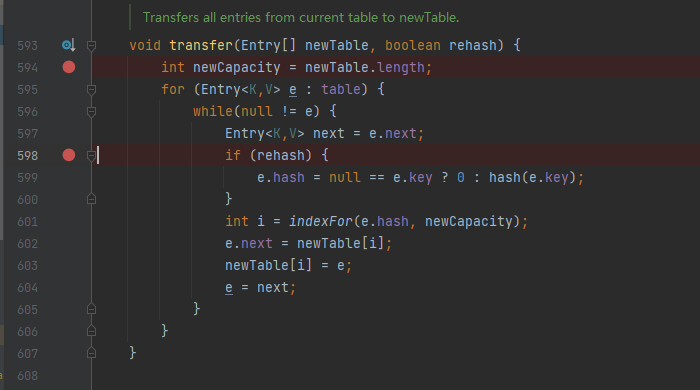 Transfers all entries from current table to newTable.
593 void transfer(Entry[] newTable, boolean rehash) {
594 int newCapacity = newTable.length;
595 for (Entry<K,V> e : table) {
596 while(null != e) {
597 Entry<K,V> next = e.next;
598 if (rehash) {
599 e.hash = null == e.key ? 0 : hash(e.key);
600 }
601 int i = indexFor(e.hash, newCapacity);
602 e.next = newTable[i];
603 newTable[i] = e;
604 e = next;
605 }
606 }
607 }
608